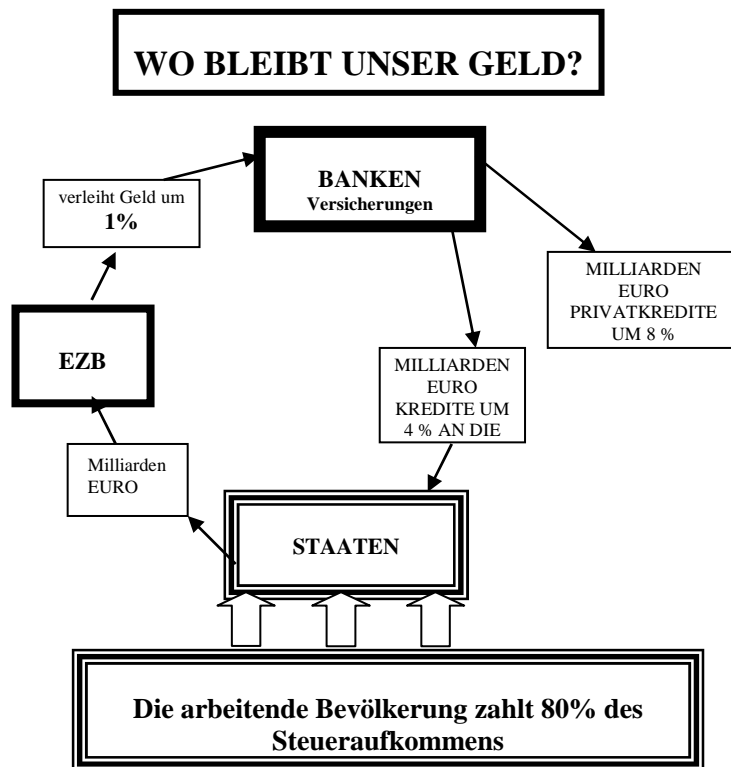 WO BLEIBT UNSER GELD?
BANKEN
Versicherungen
verleiht Geld um
1%
MILLIARDEN
EURO
PRIVATKREDITE
UM 8 %
EZB
MILLIARDEN
EURO
KREDITE UM
4 % AN DIE
Milliarden
EURO
STAATEN
Die arbeitende Bevölkerung zahlt 80% des
Steueraufkommens